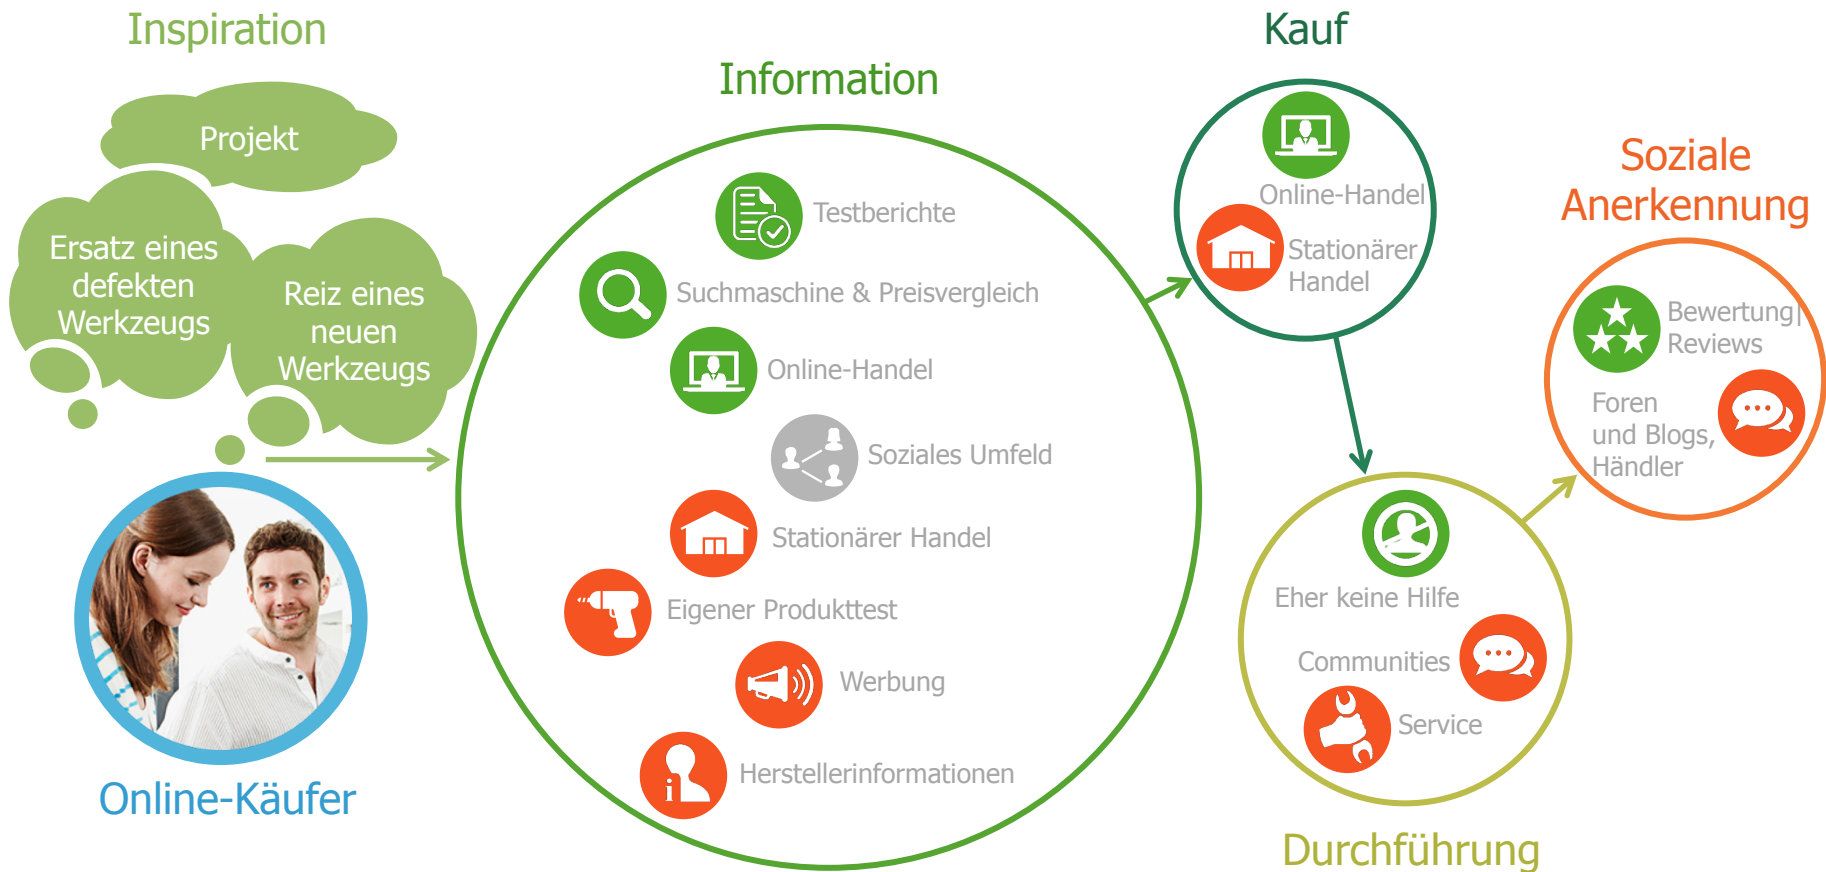 Inspiration
Projekt
Ersatz eines
defekten
Werkzeugs
Reiz eines
neuen
Werkzeugs
Online-Käufer
Information
Testberichte
Suchmaschine & Preisvergleich
Online-Handel
Soziales Umfeld
Stationärer Handel
Eigener Produkttest
Werbung
Herstellerinformationen
Kauf
Online-Handel
Stationärer
Handel
Eher keine Hilfe
Communities
Service
Durchführung
Soziale
Anerkennung
Bewertung|
Reviews
Foren
und Blogs,
Händler